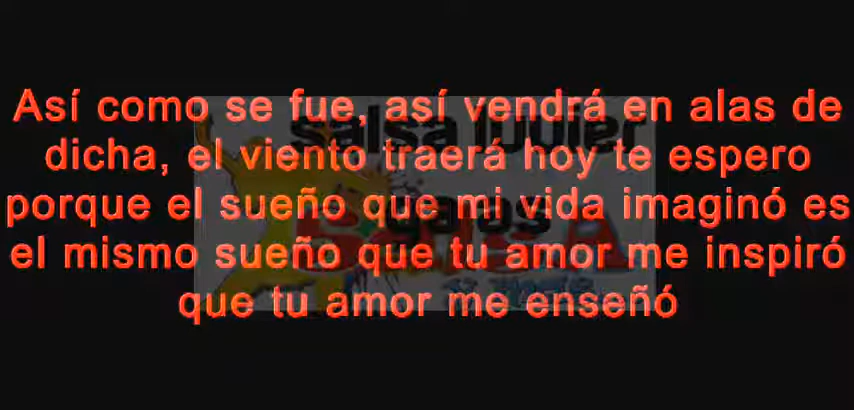 Así como se fue, así vendrá en alas de
dicha, el viento traerá hoy te espero
porque el sueño que mi vida imaginó es
el mismo sueño que tu amor me inspiró
que tu amor me enseñó
salsa